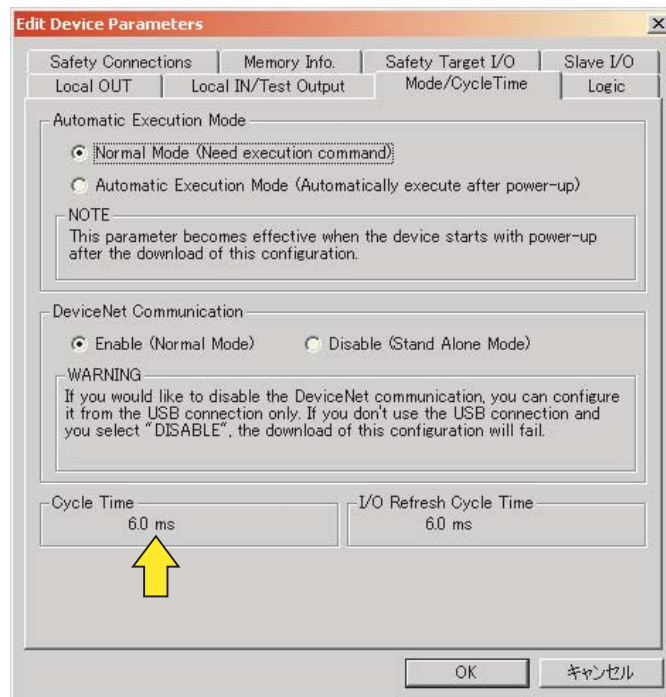 Edit Device Parameters
Safety Connections Memory Info. Safety Target I/O Slave I/O
Local OUT Local IN/Test Output Mode/CycleTime Logic
Automatic Execution Mode
Normal Mode (Need execution command)
Automatic Execution Mode (Automatically execute after power-up)
NOTE
This parameter becomes effective when the device starts with power-up
after the download of this configuration.
DeviceNet Communication
Enable (Normal Mode) Disable (Stand Alone Mode)
WARNING
If you would like to disable the DeviceNet communication, you can configure
it from the USB connection only. If you don't use the USB connection and
you select "DISABLE", the download of this configuration will fail.
Cycle Time I/O Refresh Cycle Time
6.0 ms 6.0 ms
OK キャンセル